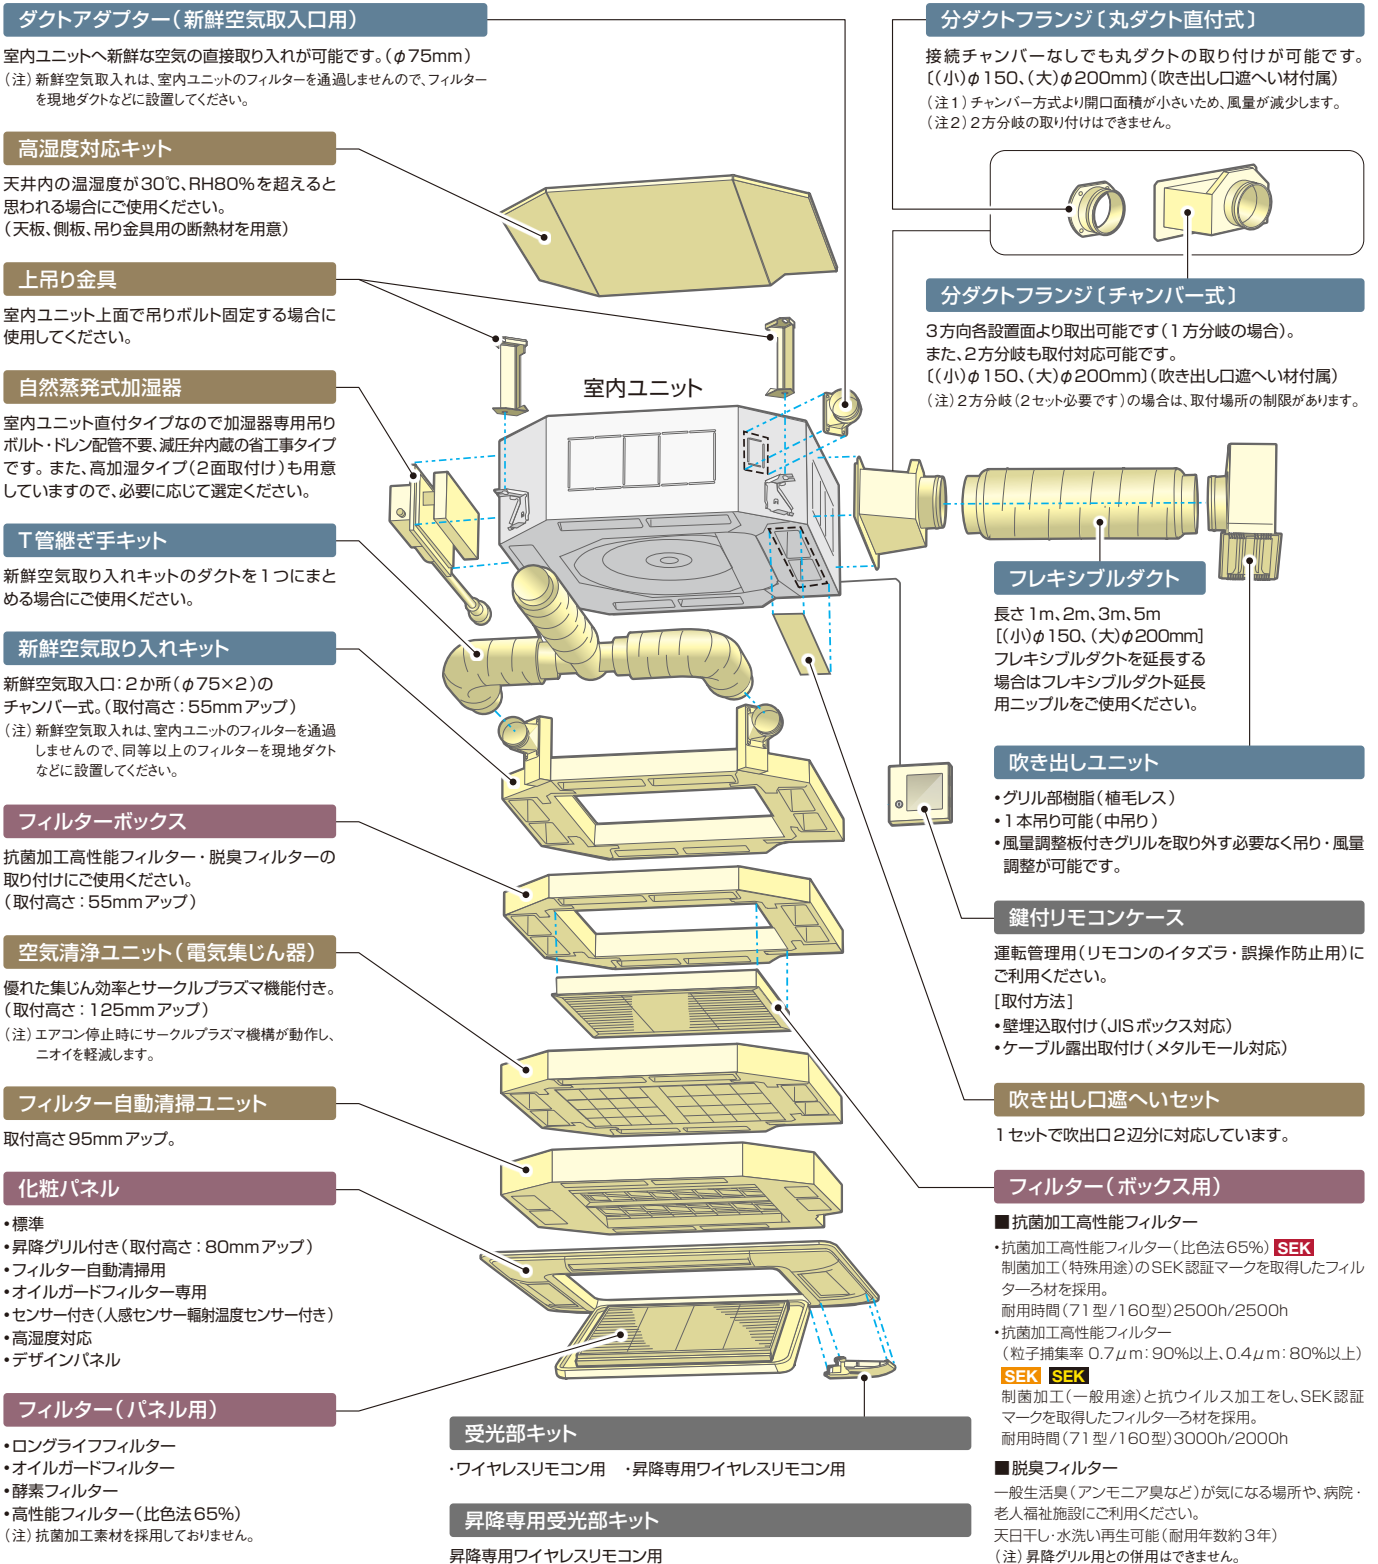 ダクトアダプター(新鮮空気取入口用)
室内ユニットへ新鮮な空気の直接取り入れが可能です。(φ75mm)
(注)新鮮空気取入れは、室内ユニットのフィルターを通過しませんので、フィルター
を現地ダクトなどに設置してください。
高湿度対応キット
天井内の温湿度が30℃、RH80%を超えると
思われる場合にご使用ください。
(天板、側板、吊り金具用の断熱材を用意)
上吊り金具
室内ユニット上面で吊りボルト固定する場合に
使用してください。
自然蒸発式加湿器
室内ユニット直付タイプなので加湿器専用吊り
ボルト・ドレン配管不要、減圧弁内蔵の省工事タイプ
です。また、高加湿タイプ(2面取付け)も用意
していますので、必要に応じて選定ください。
T管継ぎ手キット
新鮮空気取り入れキットのダクトを1つにまと
める場合にご使用ください。
新鮮空気取り入れキット
新鮮空気取入口:2か所(φ75×2)の
チャンバー式。(取付高さ:55mmアップ)
(注)新鮮空気取入れは、室内ユニットのフィルターを通過
しませんので、同等以上のフィルターを現地ダクト
などに設置してください。
フィルターボックス
抗菌加工高性能フィルター・脱臭フィルターの
取り付けにご使用ください。
(取付高さ:55mmアップ)
空気清浄ユニット(電気集じん器)
優れた集じん効率とサークルプラズマ機能付き。
(取付高さ:125mmアップ)
(注)エアコン停止時にサークルプラズマ機構が動作し、
ニオイを軽減します。
フィルター自動清掃ユニット
取付高さ95mmアップ。
化粧パネル
•標準
•昇降グリル付き(取付高さ:80mmアップ)
•フィルター自動清掃用
•オイルガードフィルター専用
•センサー付き(人感センサー輻射温度センサー付き)
•高湿度対応
•デザインパネル
フィルター(パネル用)
•ロングライフフィルター
•オイルガードフィルター
•酵素フィルター
•高性能フィルター(比色法65%)
(注)抗菌加工素材を採用しておりません。
室内ユニット
受光部キット
・ワイヤレスリモコン用 ・昇降専用ワイヤレスリモコン用
昇降専用受光部キット
昇降専用ワイヤレスリモコン用
分ダクトフランジ〔丸ダクト直付式〕
接続チャンバーなしでも丸ダクトの取り付けが可能です。
〔(小)φ150、(大)φ200mm〕(吹き出し口遮へい材付属)
(注1)チャンバー方式より開口面積が小さいため、風量が減少します。
(注2)2方分岐の取り付けはできません。
分ダクトフランジ〔チャンバー式〕
3方向各設置面より取出可能です(1方分岐の場合)。
また、2方分岐も取付対応可能です。
〔(小)φ150、(大)φ200mm〕(吹き出し口遮へい材付属)
(注)2方分岐(2セット必要です)の場合は、取付場所の制限があります。
フレキシブルダクト
長さ1m、2m、3m、5m
[(小)φ150、(大)φ200mm]
フレキシブルダクトを延長する
場合はフレキシブルダクト延長
用ニップルをご使用ください。
吹き出しユニット
•グリル部樹脂(植毛レス)
•1本吊り可能(中吊り)
•風量調整板付きグリルを取り外す必要なく吊り・風量
調整が可能です。
鍵付リモコンケース
運転管理用(リモコンのイタズラ・誤操作防止用)に
ご利用ください。
[取付方法]
•壁埋込取付け(JISボックス対応)
•ケーブル露出取付け(メタルモール対応)
吹き出し口遮へいセット
1セットで吹出口2辺分に対応しています。
フィルター(ボックス用)
■抗菌加工高性能フィルター
•抗菌加工高性能フィルター(比色法65%) SEK
制菌加工(特殊用途)のSEK認証マークを取得したフィル
ターろ材を採用。
耐用時間(71型/160型)2500h/2500h
•抗菌加工高性能フィルター
(粒子捕集率 0.7μm:90%以上、0.4μm:80%以上)
SEK SEK
制菌加工(一般用途)と抗ウイルス加工をし、SEK認証
マークを取得したフィルターろ材を採用。
耐用時間(71型/160型)3000h/2000h
■脱臭フィルター
一般生活臭(アンモニア臭など)が気になる場所や、病院・
老人福祉施設にご利用ください。
天日干し・水洗い再生可能(耐用年数約3年)
(注)昇降グリル用との併用はできません。